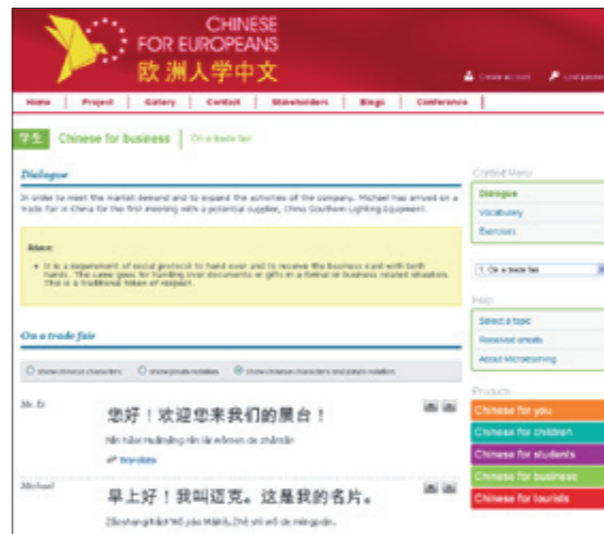 CHINESE
FOR EUROPEANS
欧洲人学中文
Create account
Home Project Gallery Contact Stakeholders Blogs Conference
学生 Chinese for business On a trade fair
Dialogue
In order to meet the market demand and to expand the activities of the company, Michael has arrived on a
trade fair in China for the first meeting with a potential supplier, China Southern Lighting Equipment.
It is a requirement of social protocol to hand over and to receive the business card with both
hands. The same goes for handing over documents or gifts in a formal or business related situation.
This is a traditional token of respect.
On a trade fair
show chinese characters show pinyin notation show chinese characters and pinyin notation
您好！欢迎您来我们的展台！
Translate
Michael
早上好！我叫迈克。这是我的名片。
Context Menu
Dialogue
Vocabulary
Exercises
1. On a trade fair
Help
Select a topic
Received emails
About Microlearning
Products
Chinese for you
Chinese for children
Chinese for students
Chinese for business
Chinese for tourists